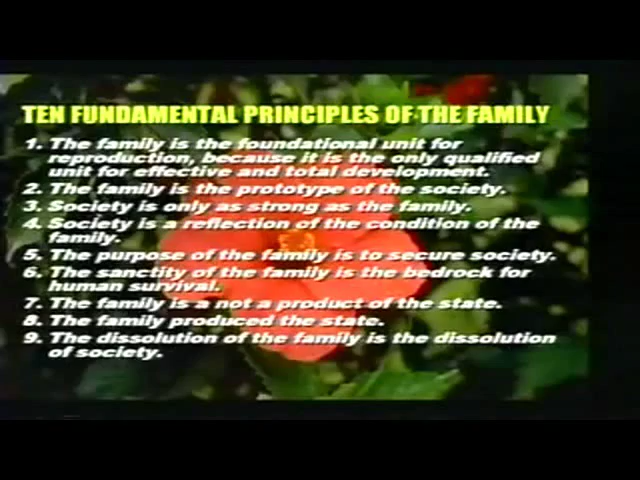 TEN FUNDAMENTAL PRINCIPLES OF THE FAMILY
1. The family is the foundational unit for
reproduction, because it is the only qualified
unit for effective and total development.
2. The family is the prototype of the society.
3. Society is only as strong as the family.
4. Society is a reflection of the condition of the
family.
5. The purpose of the family is to secure society.
6. The sanctity of the family is the bedrock for
human survival.
7. The family is a not a product of the state.
8. The family produced the state.
9. The dissolution of the family is the dissolution
of society.